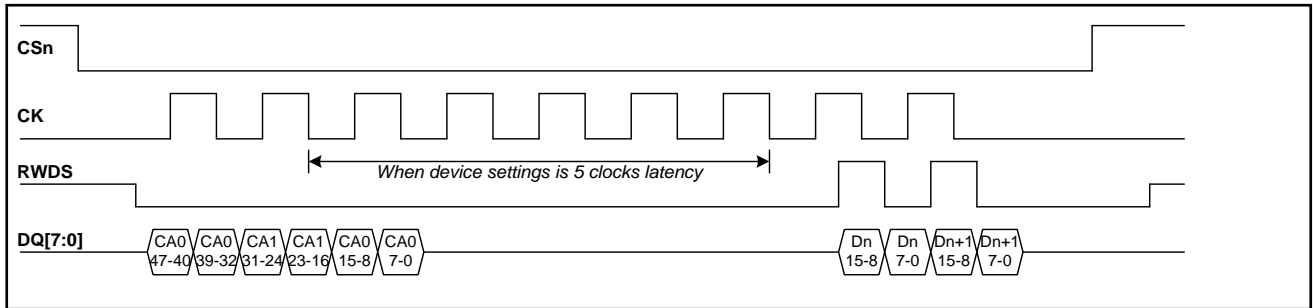 CSn
CK
When device settings is 5 clocks latency
RWDS
DQ[7:0]
CA0 CA0 CA1 CA1 CA0 CA0
47-40 39-32 31-24 23-16 15-8 7-0
Dn Dn Dn+1 Dn+1
15-8 7-0 15-8 7-0